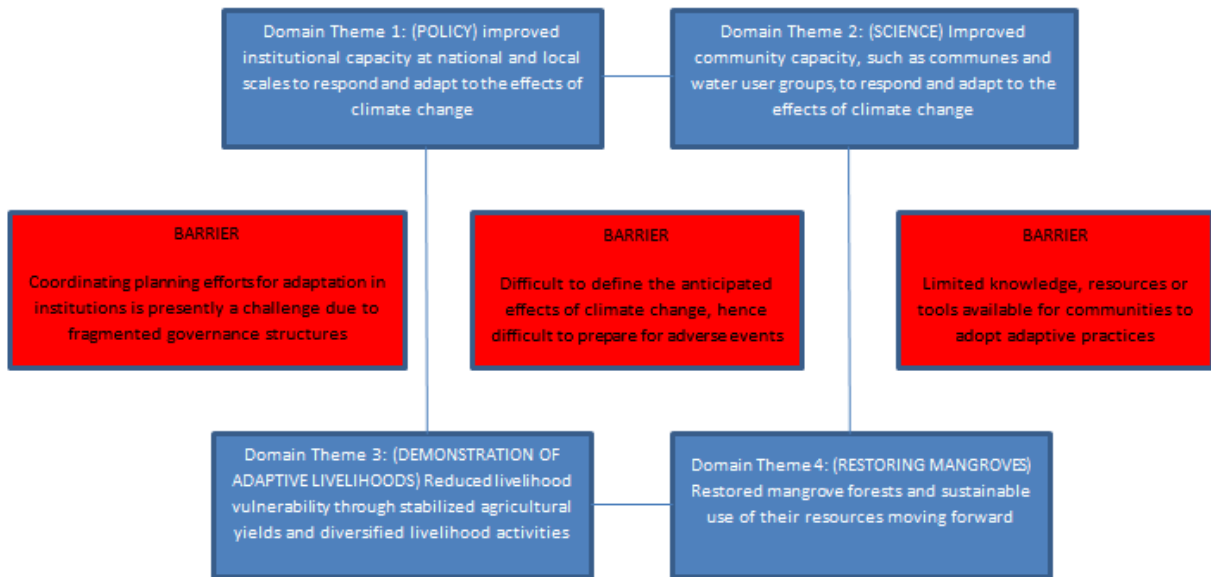 Domain Theme 1: (POLICY) improved
institutional capacity at national and local
scales to respond and adapt to the effects of
climate change
Domain Theme 2: (SCIENCE) Improved
community capacity, such as communes and
water user groups, to respond and adapt to the
effects of climate change
BARRIER
Coordinating planning efforts for adaptation in
institutions is presently a challenge due to
fragmented governance structures
BARRIER
Difficult to define the anticipated
effects of climate change, hence
difficult to prepare for adverse events
BARRIER
Limited knowledge, resources or
tools available for communities to
adopt adaptive practices
Domain Theme 3: (DEMONSTRATION OF
ADAPTIVE LIVELIHOODS) Reduced livelihood
vulnerability through stabilized agricultural
yields and diversified livelihood activities
Domain Theme 4: (RESTORING MANGROVES)
Restored mangrove forests and sustainable
use of their resources moving forward